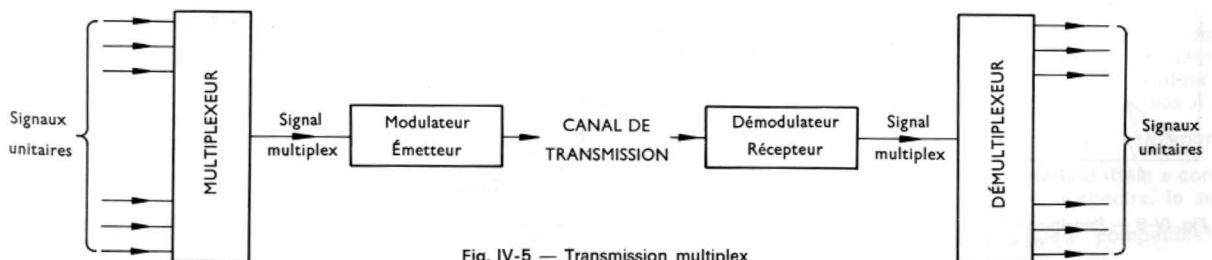 Signaux
unitaires
MULTIPLEXEUR
Signal
multiplex
Modulateur
Émetteur
CANAL DE
TRANSMISSION
Démodulateur
Récepteur
Signal
multiplex
DÉMULTIPLEXEUR
Signaux
unitaires
Fig. IV-5 — Transmission multiplex